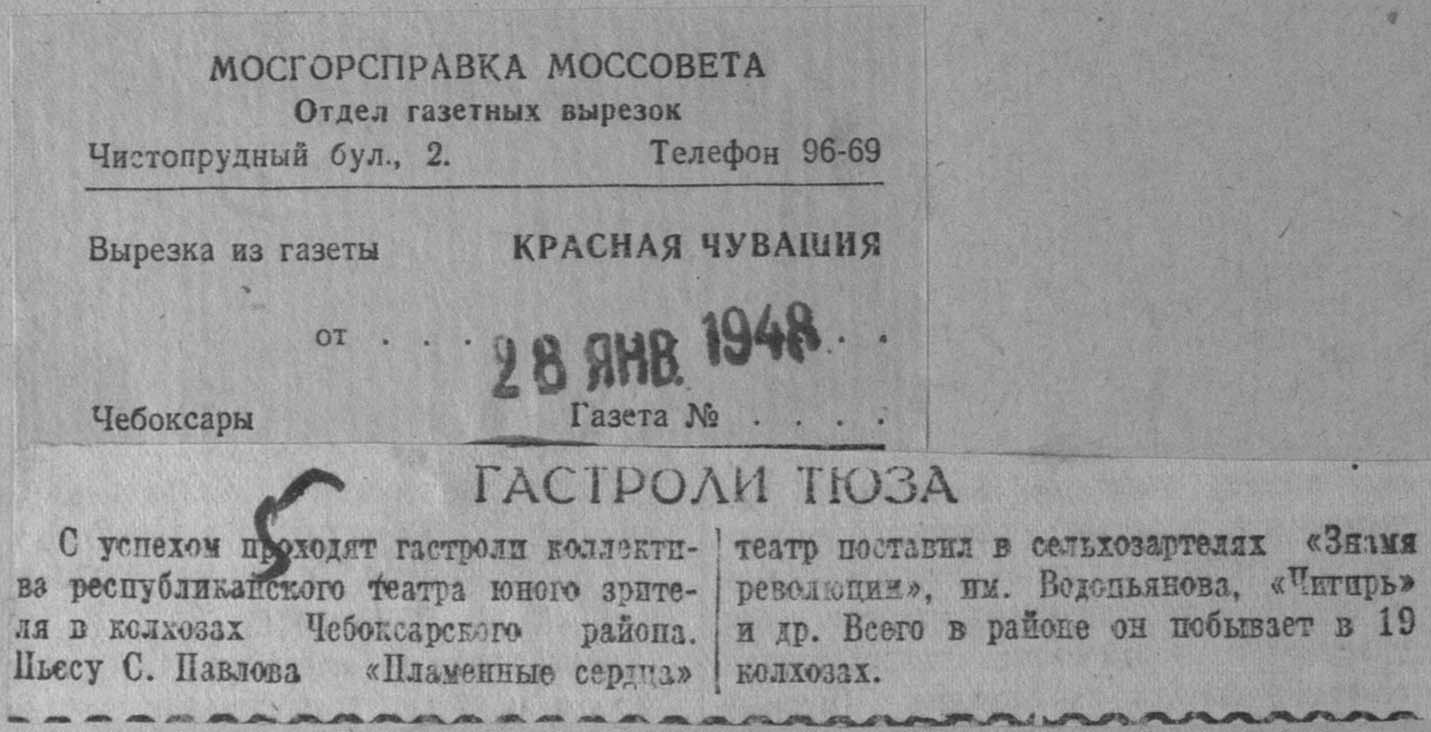 МОСГОРСПРАВКА МОССОВЕТА
Отдел газетных вырезок
Чистопрудный бул., 2. Телефон 96-69
Вырезка из газеты КРАСНАЯ ЧУВАШИЯ
от . . . 28 ЯНВ. 1948 . .
Чебоксары Газета № . . . .
ГАСТРОЛИ ТЮЗА
С успехом проходят гастроли коллекти-
ва республиканского театра юного зрите-
ля в колхозах Чебоксарского района.
Пьесу С. Павлова «Пламенные сердца»
театр поставил в сельхозартелях «Знамя
революции», им. Водопьянова, «Читирь»
и др. Всего в районе он побывает в 19
колхозах.